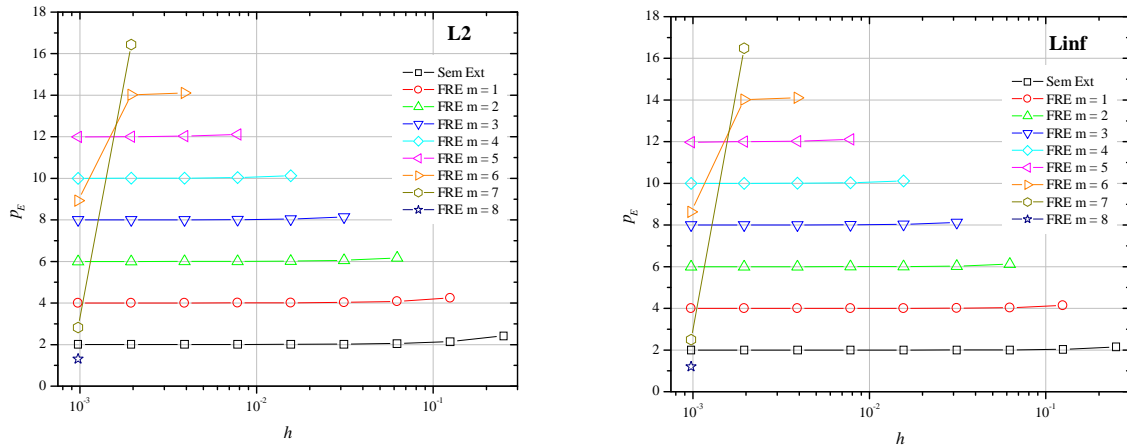 L2
18
16
14
12
10
8
6
4
2
0
p_E
10^-3
10^-2
10^-1
h
Sem Ext
FRE m = 1
FRE m = 2
FRE m = 3
FRE m = 4
FRE m = 5
FRE m = 6
FRE m = 7
FRE m = 8
Linf
18
16
14
12
10
8
6
4
2
0
p_E
10^-3
10^-2
10^-1
h
Sem Ext
FRE m = 1
FRE m = 2
FRE m = 3
FRE m = 4
FRE m = 5
FRE m = 6
FRE m = 7
FRE m = 8